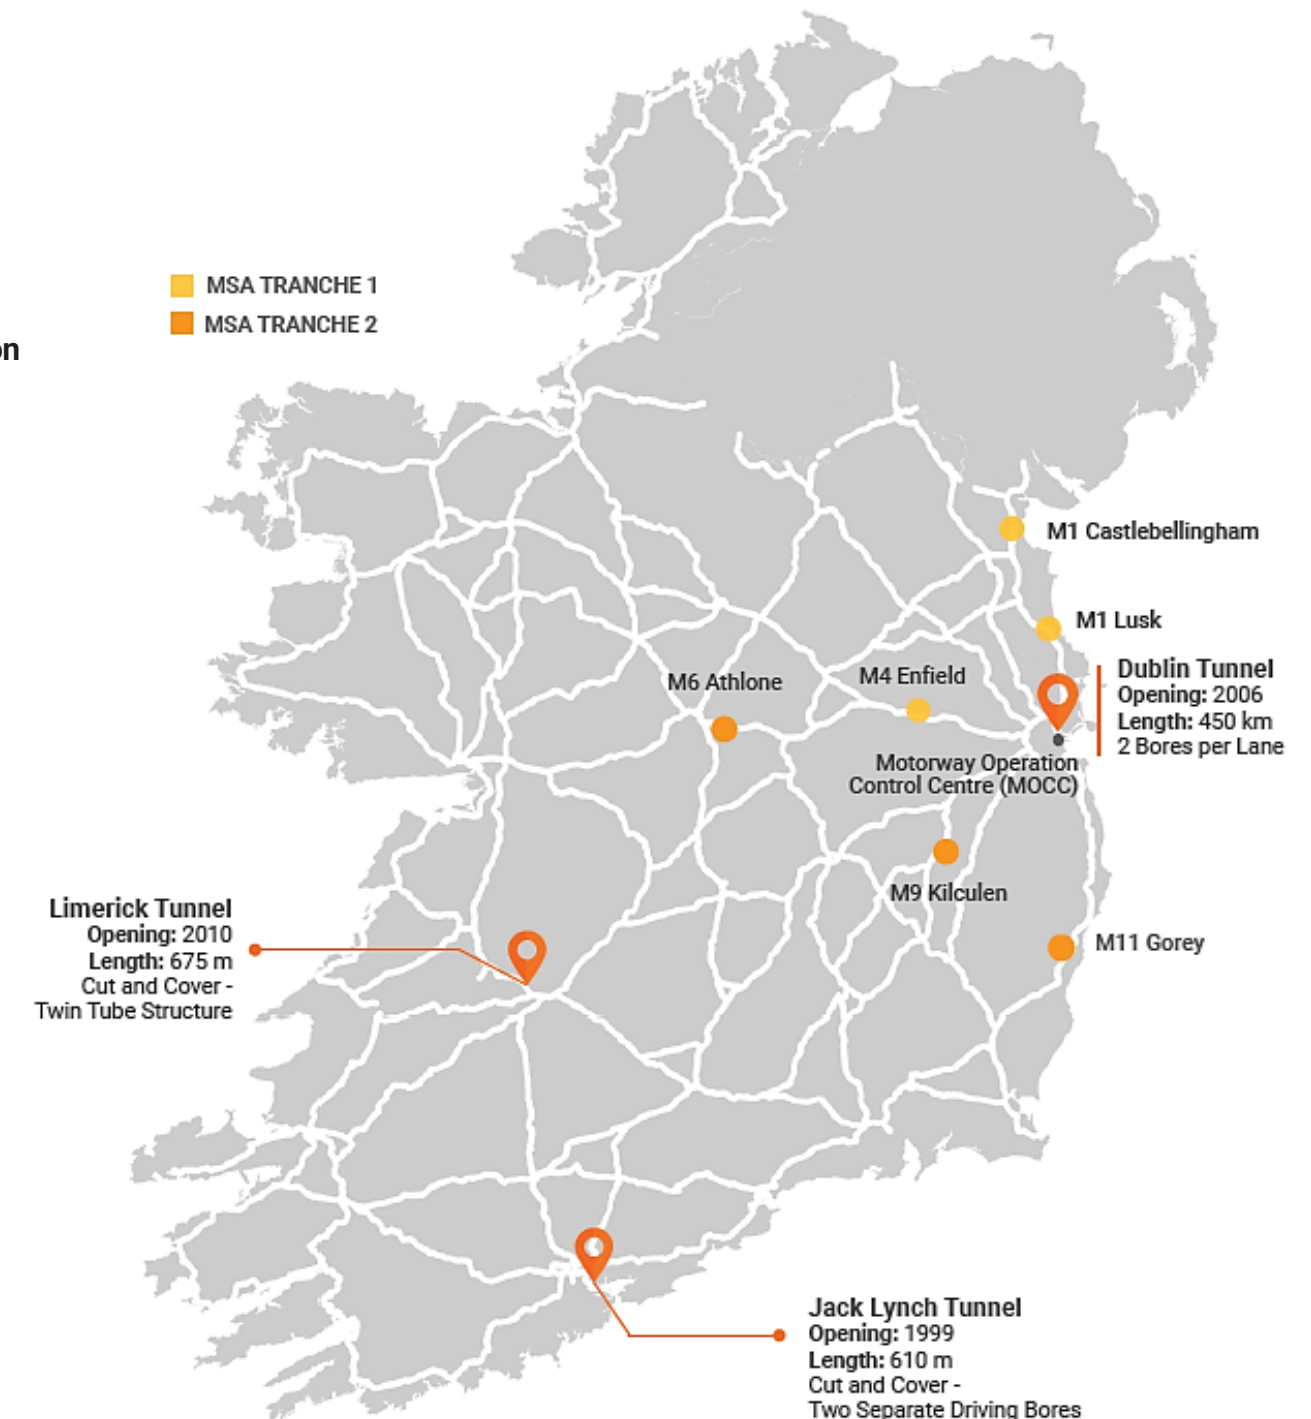 on
MSA TRANCHE 1
MSA TRANCHE 2
M1 Castlebellingham
M1 Lusk
Dublin Tunnel
Opening: 2006
Length: 450 km
2 Bores per Lane
M6 Athlone
M4 Enfield
Motorway Operation
Control Centre (MOCC)
M9 Kilculen
M11 Gorey
Limerick Tunnel
Opening: 2010
Length: 675 m
Cut and Cover -
Twin Tube Structure
Jack Lynch Tunnel
Opening: 1999
Length: 610 m
Cut and Cover -
Two Separate Driving Bores